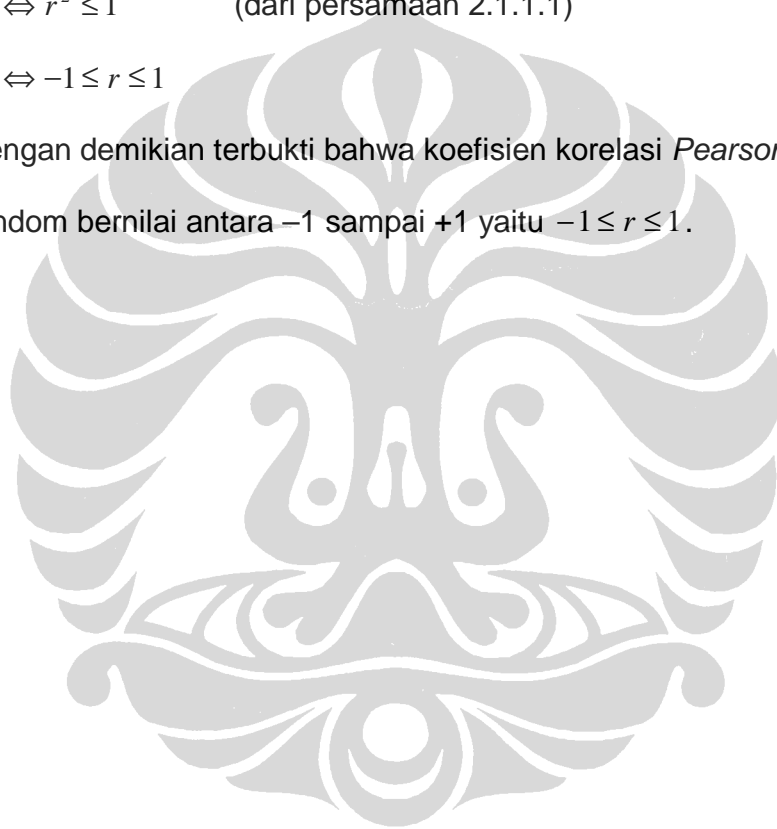 ⇔ r² ≤ 1 (dari persamaan 2.1.1.1)
⇔ −1 ≤ r ≤ 1
engan demikian terbukti bahwa koefisien korelasi Pearson
ndom bernilai antara –1 sampai +1 yaitu −1 ≤ r ≤ 1.